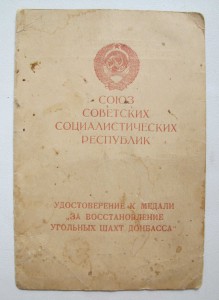 СОЮЗ
СОВЕТСКИХ
СОЦИАЛИСТИЧЕСКИХ
РЕСПУБЛИК
УДОСТОВЕРЕНИЕ К МЕДАЛИ
„ЗА ВОССТАНОВЛЕНИЕ
УГОЛЬНЫХ ШАХТ ДОНБАССА"